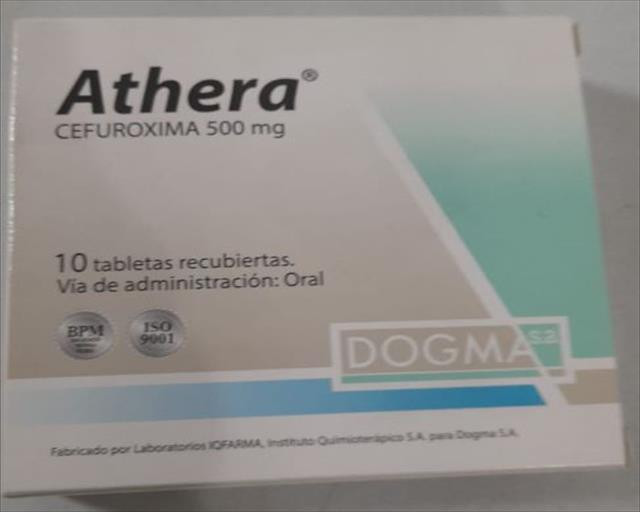 Athera®
CEFUROXIMA 500 mg
10 tabletas recubiertas.
Vía de administración: Oral
BPM
ISO
9001
DOGMA S.A.
Fabricado por Laboratorios IQFARMA, Instituto Quimioterápico S.A. para Dogma S.A.